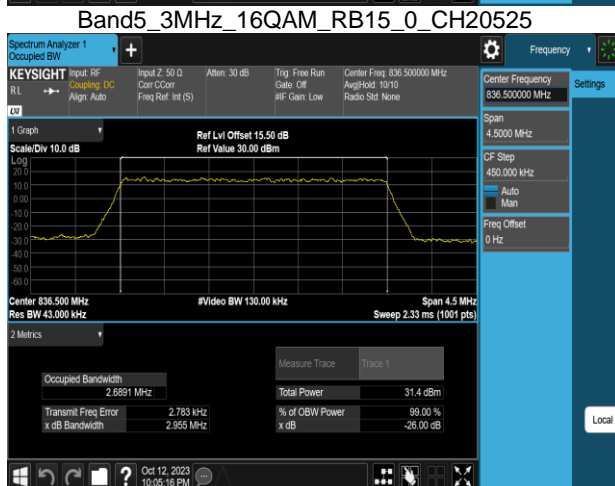 Band5_3MHz_16QAM_RB15_0_CH20525
Spectrum Analyzer 1
Occupied BW
Frequency
KEYSIGHT
RL
LXI
Input: RF
Coupling: DC
Align: Auto
Input Z: 50 Ω
Corr CCorr
Freq Ref: Int (S)
Atten: 30 dB
Trig: Free Run
Gate: Off
#IF Gain: Low
Center Freq: 836.500000 MHz
Avg|Hold: 10/10
Radio Std: None
Center Frequency
836.500000 MHz
Settings
Span
4.5000 MHz
CF Step
450.000 kHz
Auto
Man
Freq Offset
0 Hz
1 Graph
Scale/Div 10.0 dB
Ref Lvl Offset 15.50 dB
Ref Value 30.00 dBm
Log
20.0
10.0
0.00
-10.0
-20.0
-30.0
-40.0
-50.0
-60.0
Center 836.500 MHz
#Video BW 130.00 kHz
Span 4.5 MHz
Res BW 43.000 kHz
Sweep 2.33 ms (1001 pts)
2 Metrics
Measure Trace
Trace 1
Occupied Bandwidth
2.6891 MHz
Total Power
31.4 dBm
Transmit Freq Error
2.783 kHz
% of OBW Power
99.00 %
x dB Bandwidth
2.955 MHz
x dB
-26.00 dB
Local
?
Oct 12, 2023
10:05:16 PM